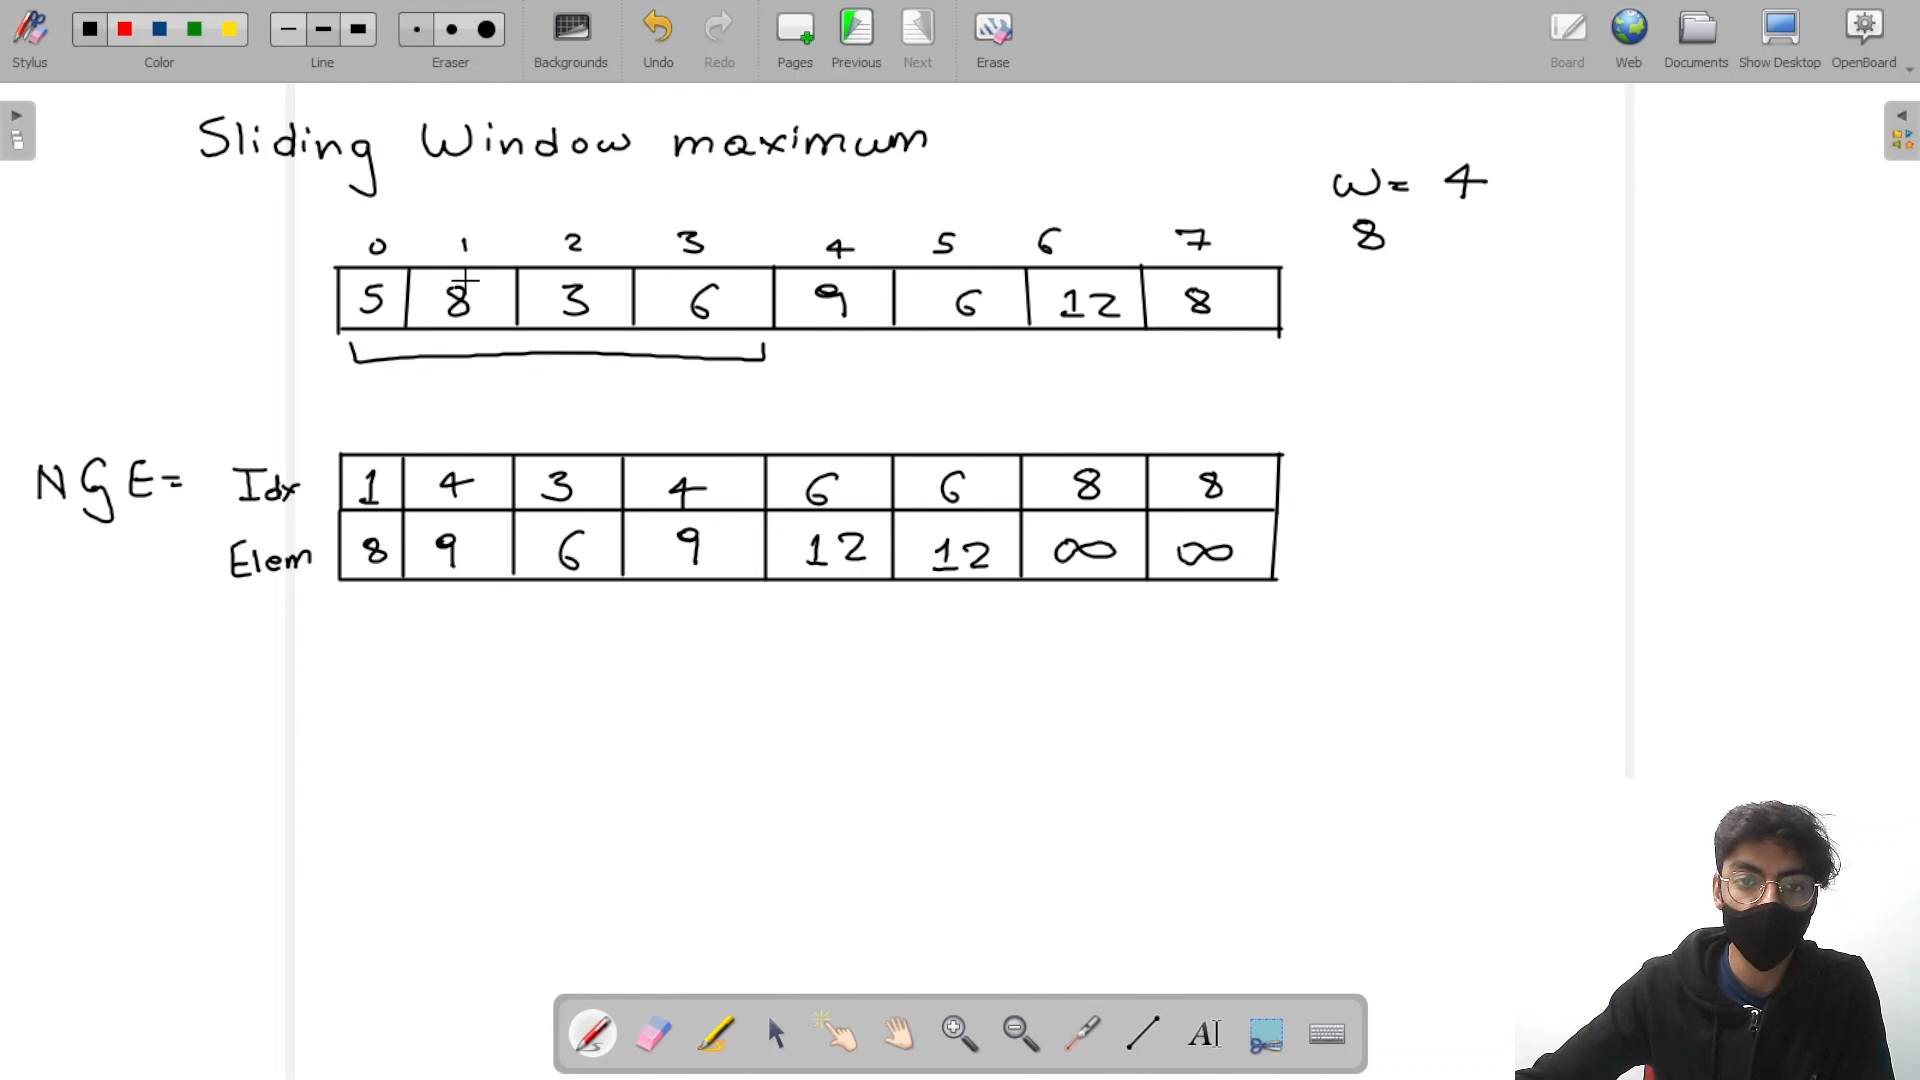 Stylus Color Line Eraser Backgrounds Undo Redo Pages Previous Next Erase Board Web Documents Show Desktop OpenBoard
Sliding Window maximum
w= 4
8
0 1 2 3 4 5 6 7
5 8 3 6 9 6 12 8
NGE= Idx 1 4 3 4 6 6 8 8
Elem 8 9 6 9 12 12 ∞ ∞